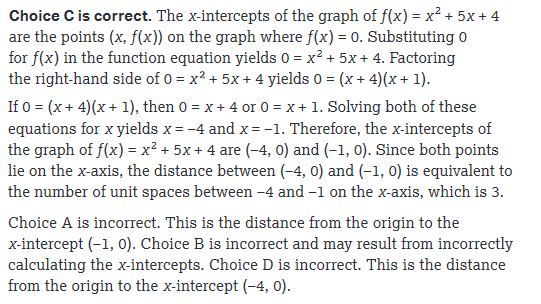 Choice C is correct. The x-intercepts of the graph of f(x) = x² + 5x + 4
are the points (x, f(x)) on the graph where f(x) = 0. Substituting 0
for f(x) in the function equation yields 0 = x² + 5x + 4. Factoring
the right-hand side of 0 = x² + 5x + 4 yields 0 = (x + 4)(x + 1).
If 0 = (x + 4)(x + 1), then 0 = x + 4 or 0 = x + 1. Solving both of these
equations for x yields x = −4 and x = −1. Therefore, the x-intercepts of
the graph of f(x) = x² + 5x + 4 are (−4, 0) and (−1, 0). Since both points
lie on the x-axis, the distance between (−4, 0) and (−1, 0) is equivalent to
the number of unit spaces between −4 and −1 on the x-axis, which is 3.
Choice A is incorrect. This is the distance from the origin to the
x-intercept (−1, 0). Choice B is incorrect and may result from incorrectly
calculating the x-intercepts. Choice D is incorrect. This is the distance
from the origin to the x-intercept (−4, 0).